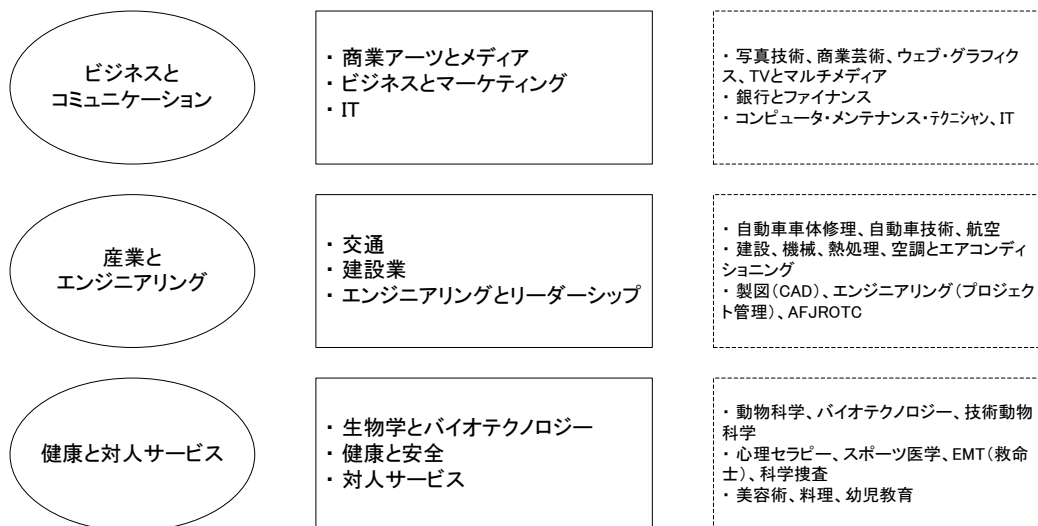 ビジネスと
コミュニケーション
・ 商業アーツとメディア
・ ビジネスとマーケティング
・ IT
・ 写真技術、商業芸術、ウェブ・グラフィク
ス、TVとマルチメディア
・ 銀行とファイナンス
・ コンピュータ・メンテナンス・テクニシャン、IT
産業と
エンジニアリング
・ 交通
・ 建設業
・ エンジニアリングとリーダーシップ
・ 自動車車体修理、自動車技術、航空
・ 建設、機械、熱処理、空調とエアコンディ
ショニング
・ 製図(CAD)、エンジニアリング(プロジェク
ト管理)、AFJROTC
健康と対人サービス
・ 生物学とバイオテクノロジー
・ 健康と安全
・ 対人サービス
・ 動物科学、バイオテクノロジー、技術動物
科学
・ 心理セラピー、スポーツ医学、EMT(救命
士)、科学捜査
・ 美容術、料理、幼児教育